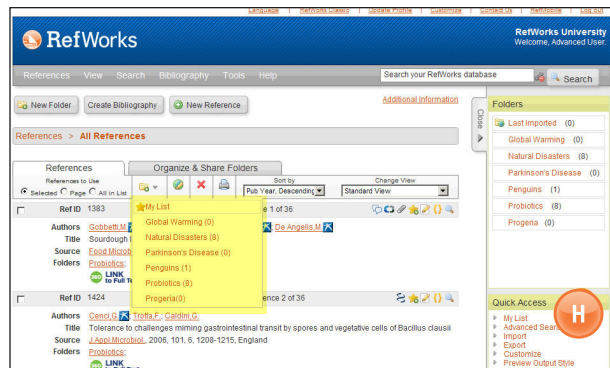 Language | RefWorks Classic | Update Profile | Customize | Contact Us | RefMobile | Log out
RefWorks
RefWorks University
Welcome, Advanced User.
References View Search Bibliography Tools Help
Search your RefWorks database
Search
New Folder
Create Bibliography
New Reference
Additional Information
Close
References > All References
References
Organize & Share Folders
References to Use
Selected Page All in List
Sort by
Pub Year, Descending
Change View
Standard View
My List
Global Warming (0)
Natural Disasters (8)
Parkinson's Disease (0)
Penguins (1)
Probiotics (8)
Progeria(0)
Ref ID 1383
e 1 of 36
Authors Gobbetti,M.
; De Angelis,M.
Title Sourdough
Source Food Microb
Folders Probiotics;
LINK
to Full Te
Ref ID 1424
ence 2 of 36
Authors Cenci,G. ; Trotta,F.; Caldini,G.
Title Tolerance to challenges miming gastrointestinal transit by spores and vegetative cells of Bacillus clausii
Source J.Appl.Microbiol., 2006, 101, 6, 1208-1215, England
Folders Probiotics;
LINK
Folders
Last Imported (0)
Global Warming (0)
Natural Disasters (8)
Parkinson's Disease (0)
Penguins (1)
Probiotics (8)
Progeria (0)
Quick Access
My List
Advanced Sear
Import
Export
Customize
Preview Output Style
H